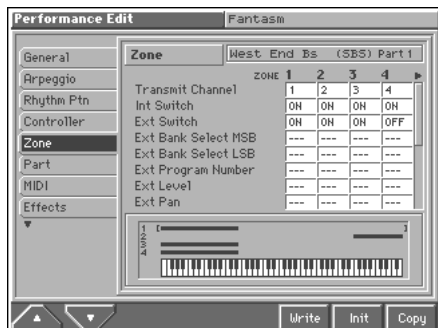 Performance Edit
Fantasm
General
Arpeggio
Rhythm Ptn
Controller
Zone
Part
MIDI
Effects
Zone
West End Bs (SBS) Part 1
ZONE 1 2 3 4
Transmit Channel 1 2 3 4
Int Switch ON ON ON ON
Ext Switch ON ON ON OFF
Ext Bank Select MSB --- --- --- ---
Ext Bank Select LSB --- --- --- ---
Ext Program Number --- --- --- ---
Ext Level --- --- --- ---
Ext Pan --- --- --- ---
1
2
3
4
Write
Init
Copy